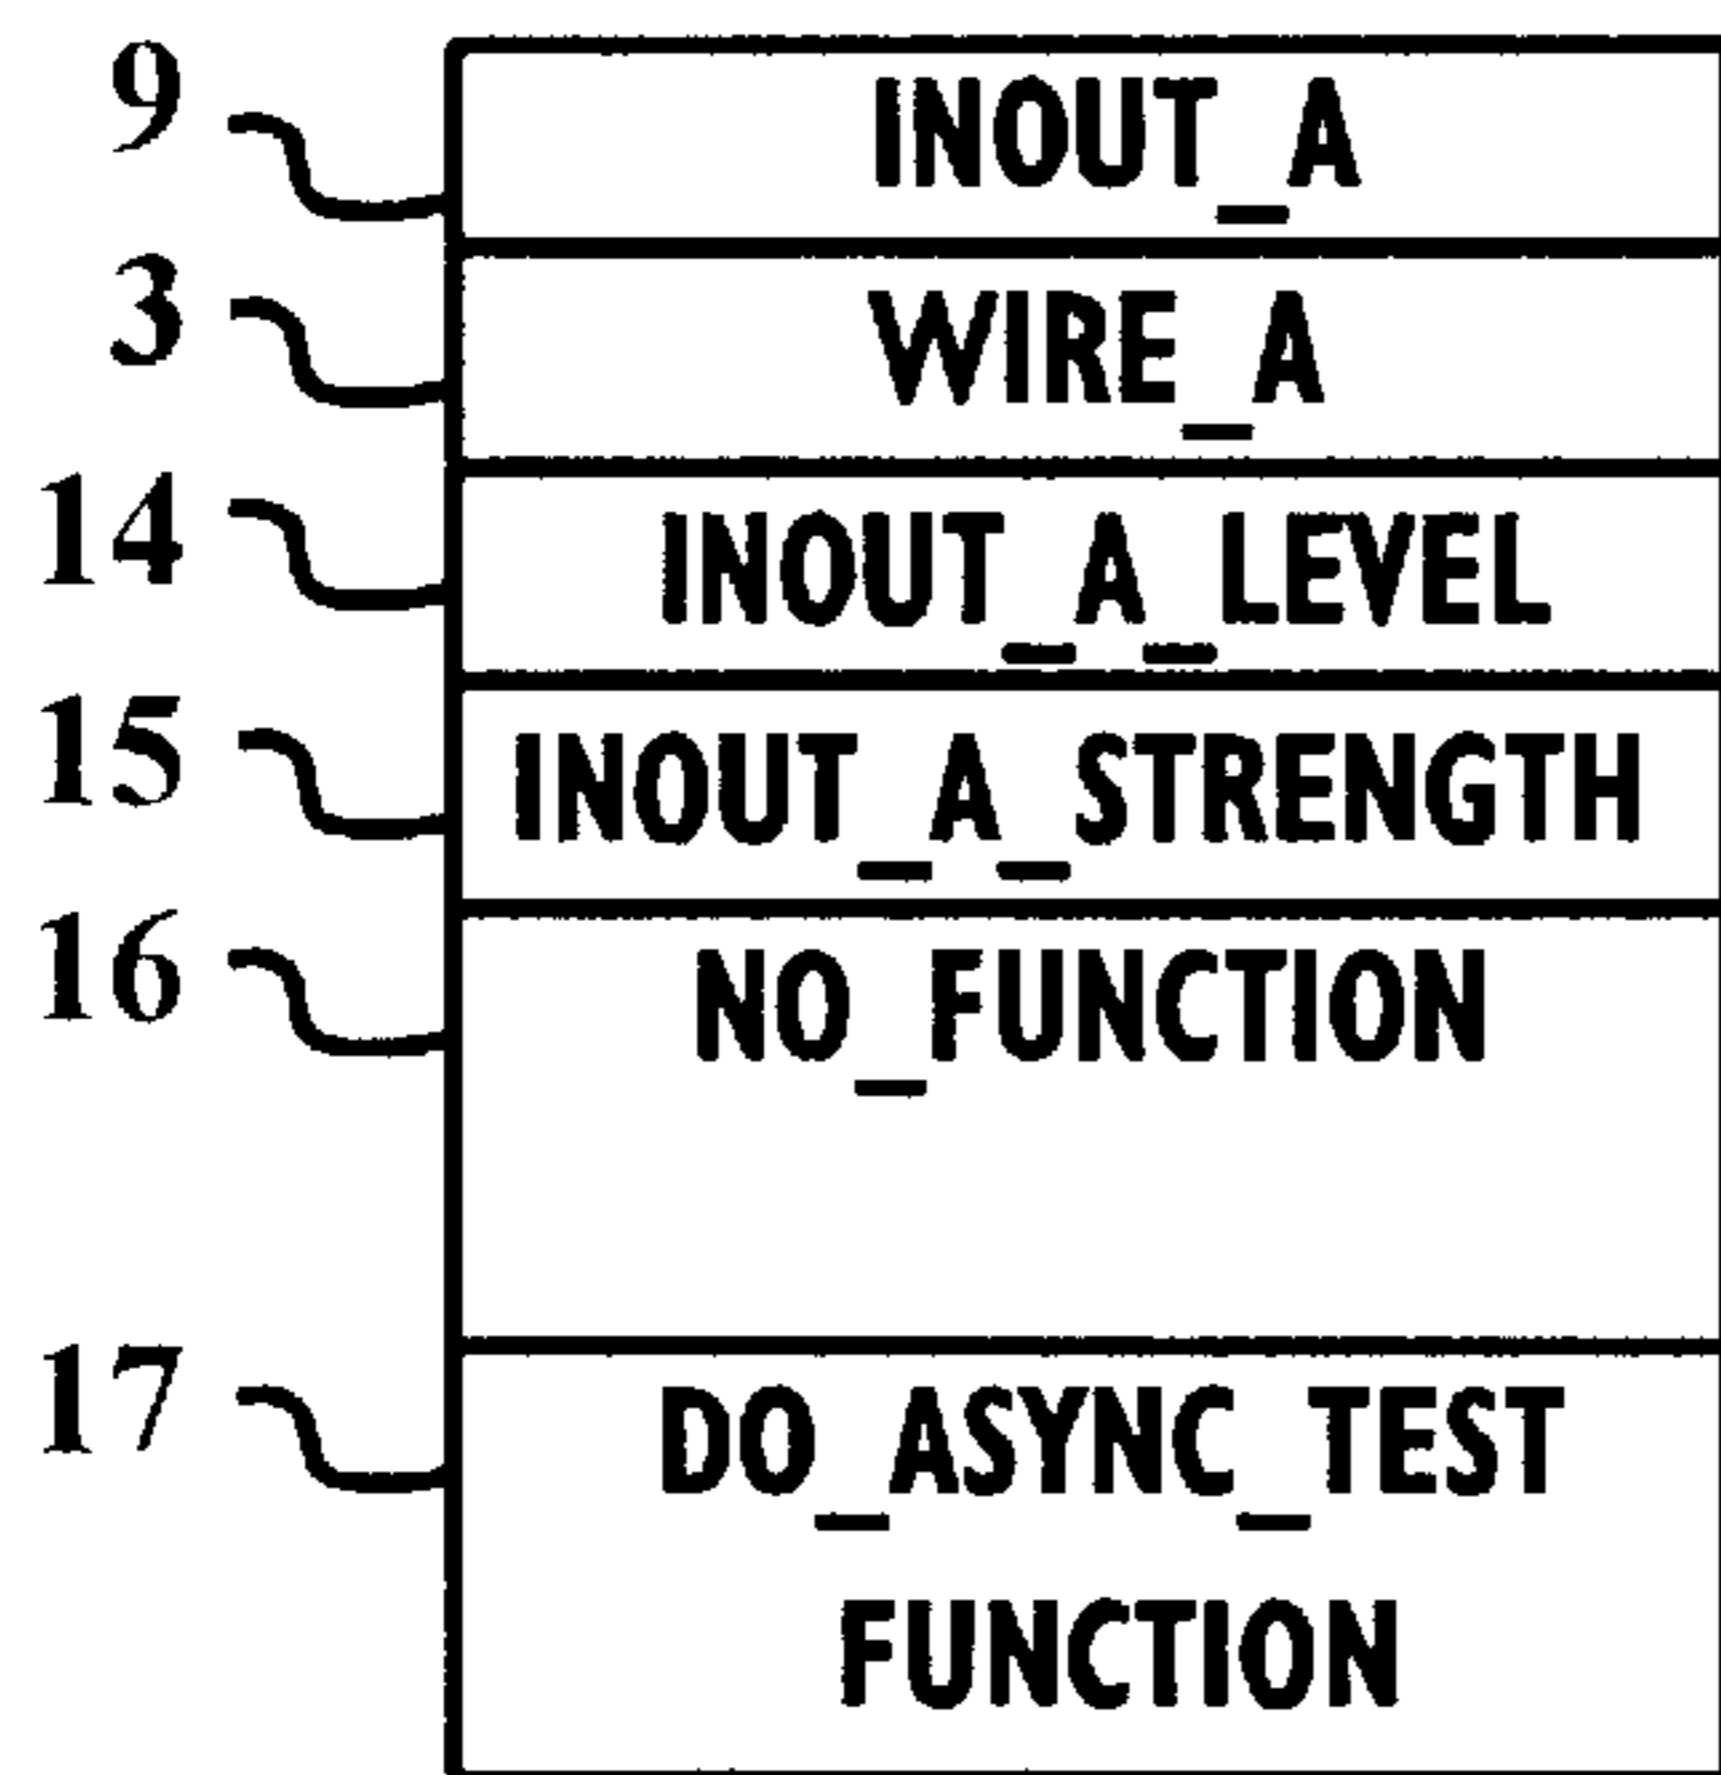 9 INOUT_A
3 WIRE_A
14 INOUT_A_LEVEL
15 INOUT_A_STRENGTH
16 NO_FUNCTION
17 DO_ASYNC_TEST
FUNCTION